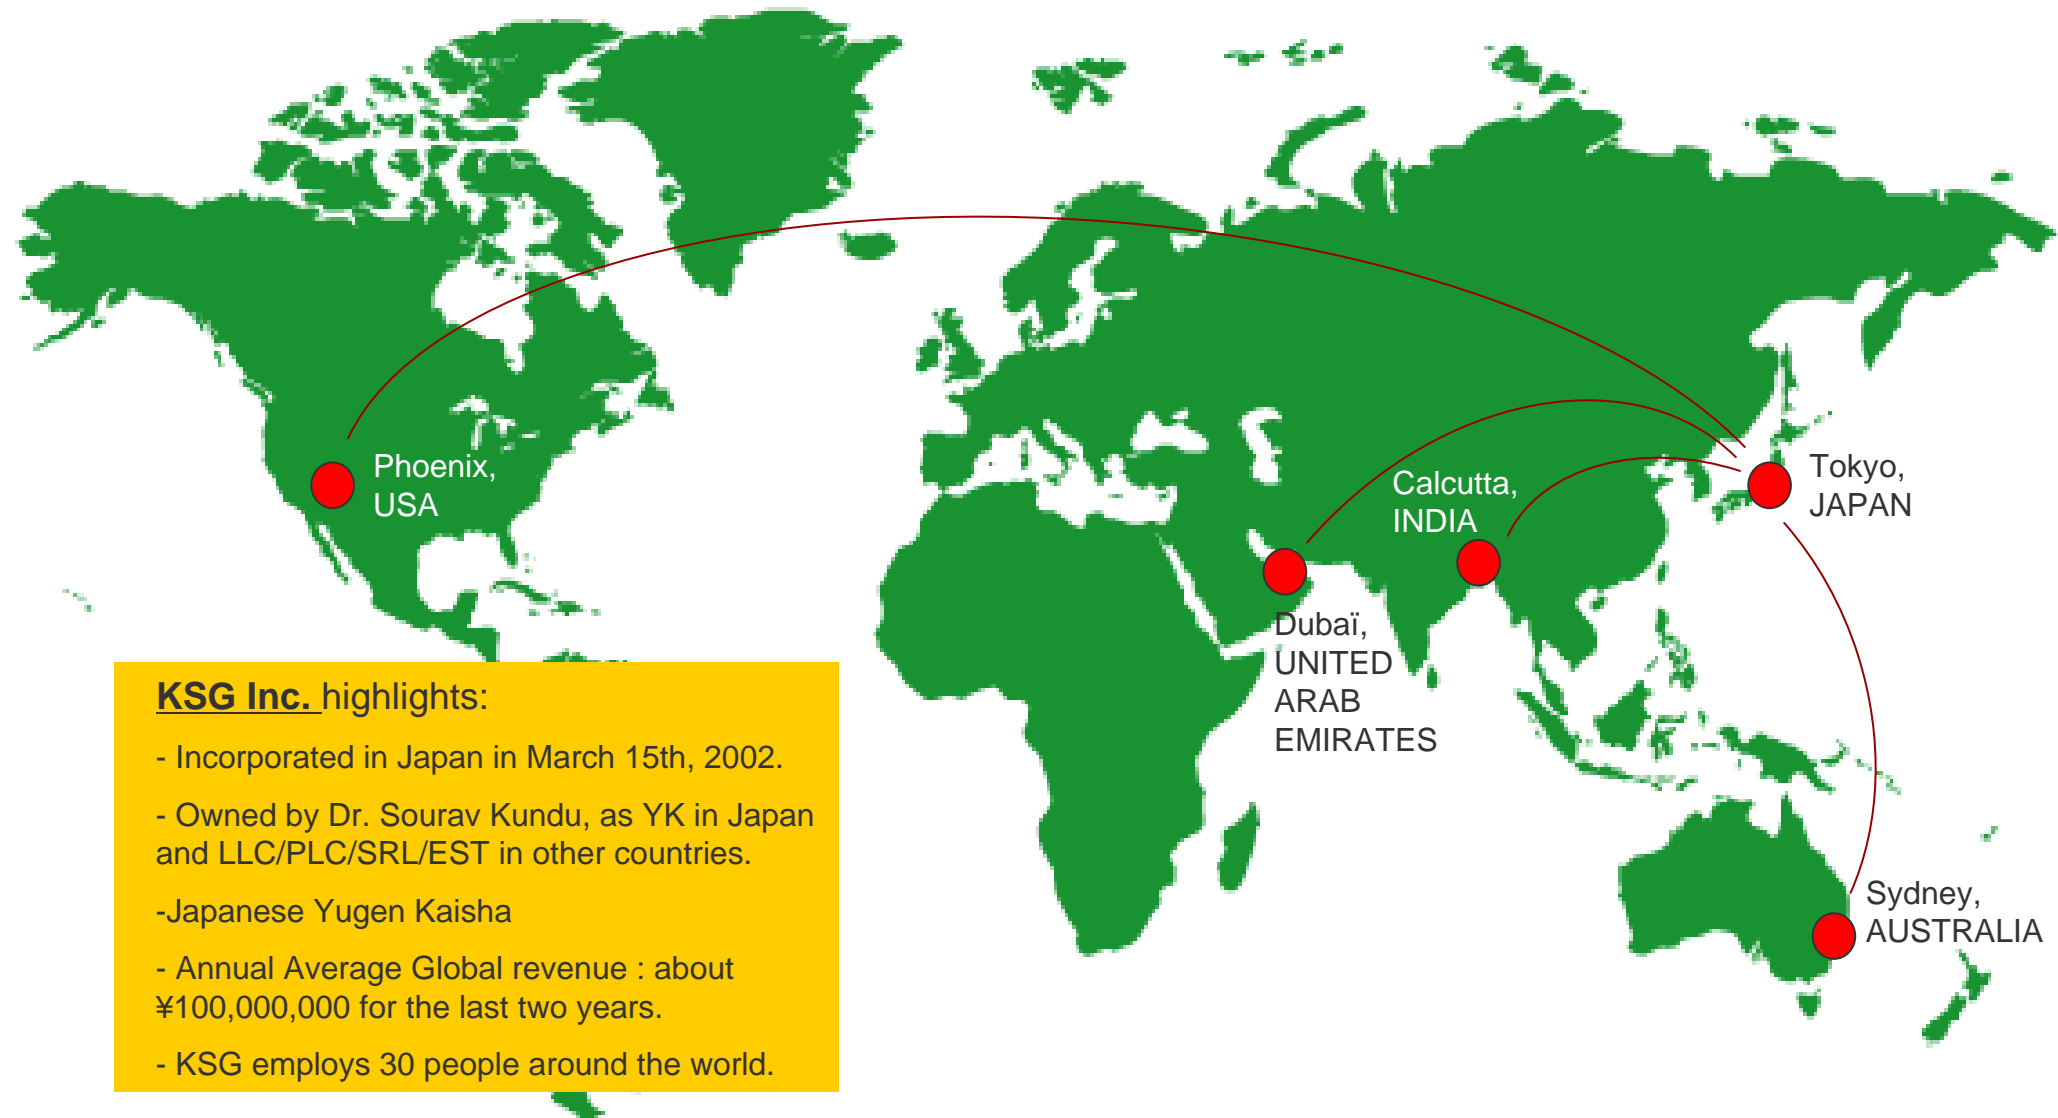 Phoenix,
USA
Calcutta,
INDIA
Tokyo,
JAPAN
Dubaï,
UNITED
ARAB
EMIRATES
Sydney,
AUSTRALIA
KSG Inc. highlights:
- Incorporated in Japan in March 15th, 2002.
- Owned by Dr. Sourav Kundu, as YK in Japan
and LLC/PLC/SRL/EST in other countries.
-Japanese Yugen Kaisha
- Annual Average Global revenue : about
¥100,000,000 for the last two years.
- KSG employs 30 people around the world.